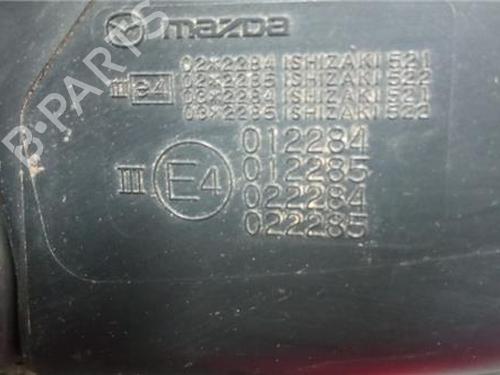 mazda
02*2284 ISHIZAKI 521
02*2285 ISHIZAKI 522
III e4
03*2284 ISHIZAKI 521
03*2285 ISHIZAKI 522
012284
012285
III E4
022284
022285
B-PARTS